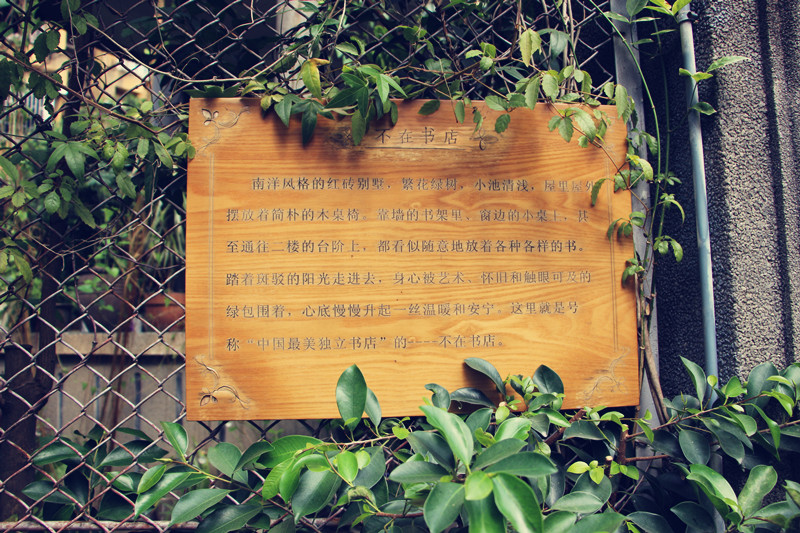 不在书店
南洋风格的红砖别墅，繁花绿树，小池清浅，屋里屋外
摆放着简朴的木桌椅。靠墙的书架里、窗边的小桌上，甚
至通往二楼的台阶上，都看似随意地放着各种各样的书。
踏着斑驳的阳光走进去，身心被艺术、怀旧和触眼可及的
绿包围着，心底慢慢升起一丝温暖和安宁。这里就是号
称“中国最美独立书店”的----不在书店。